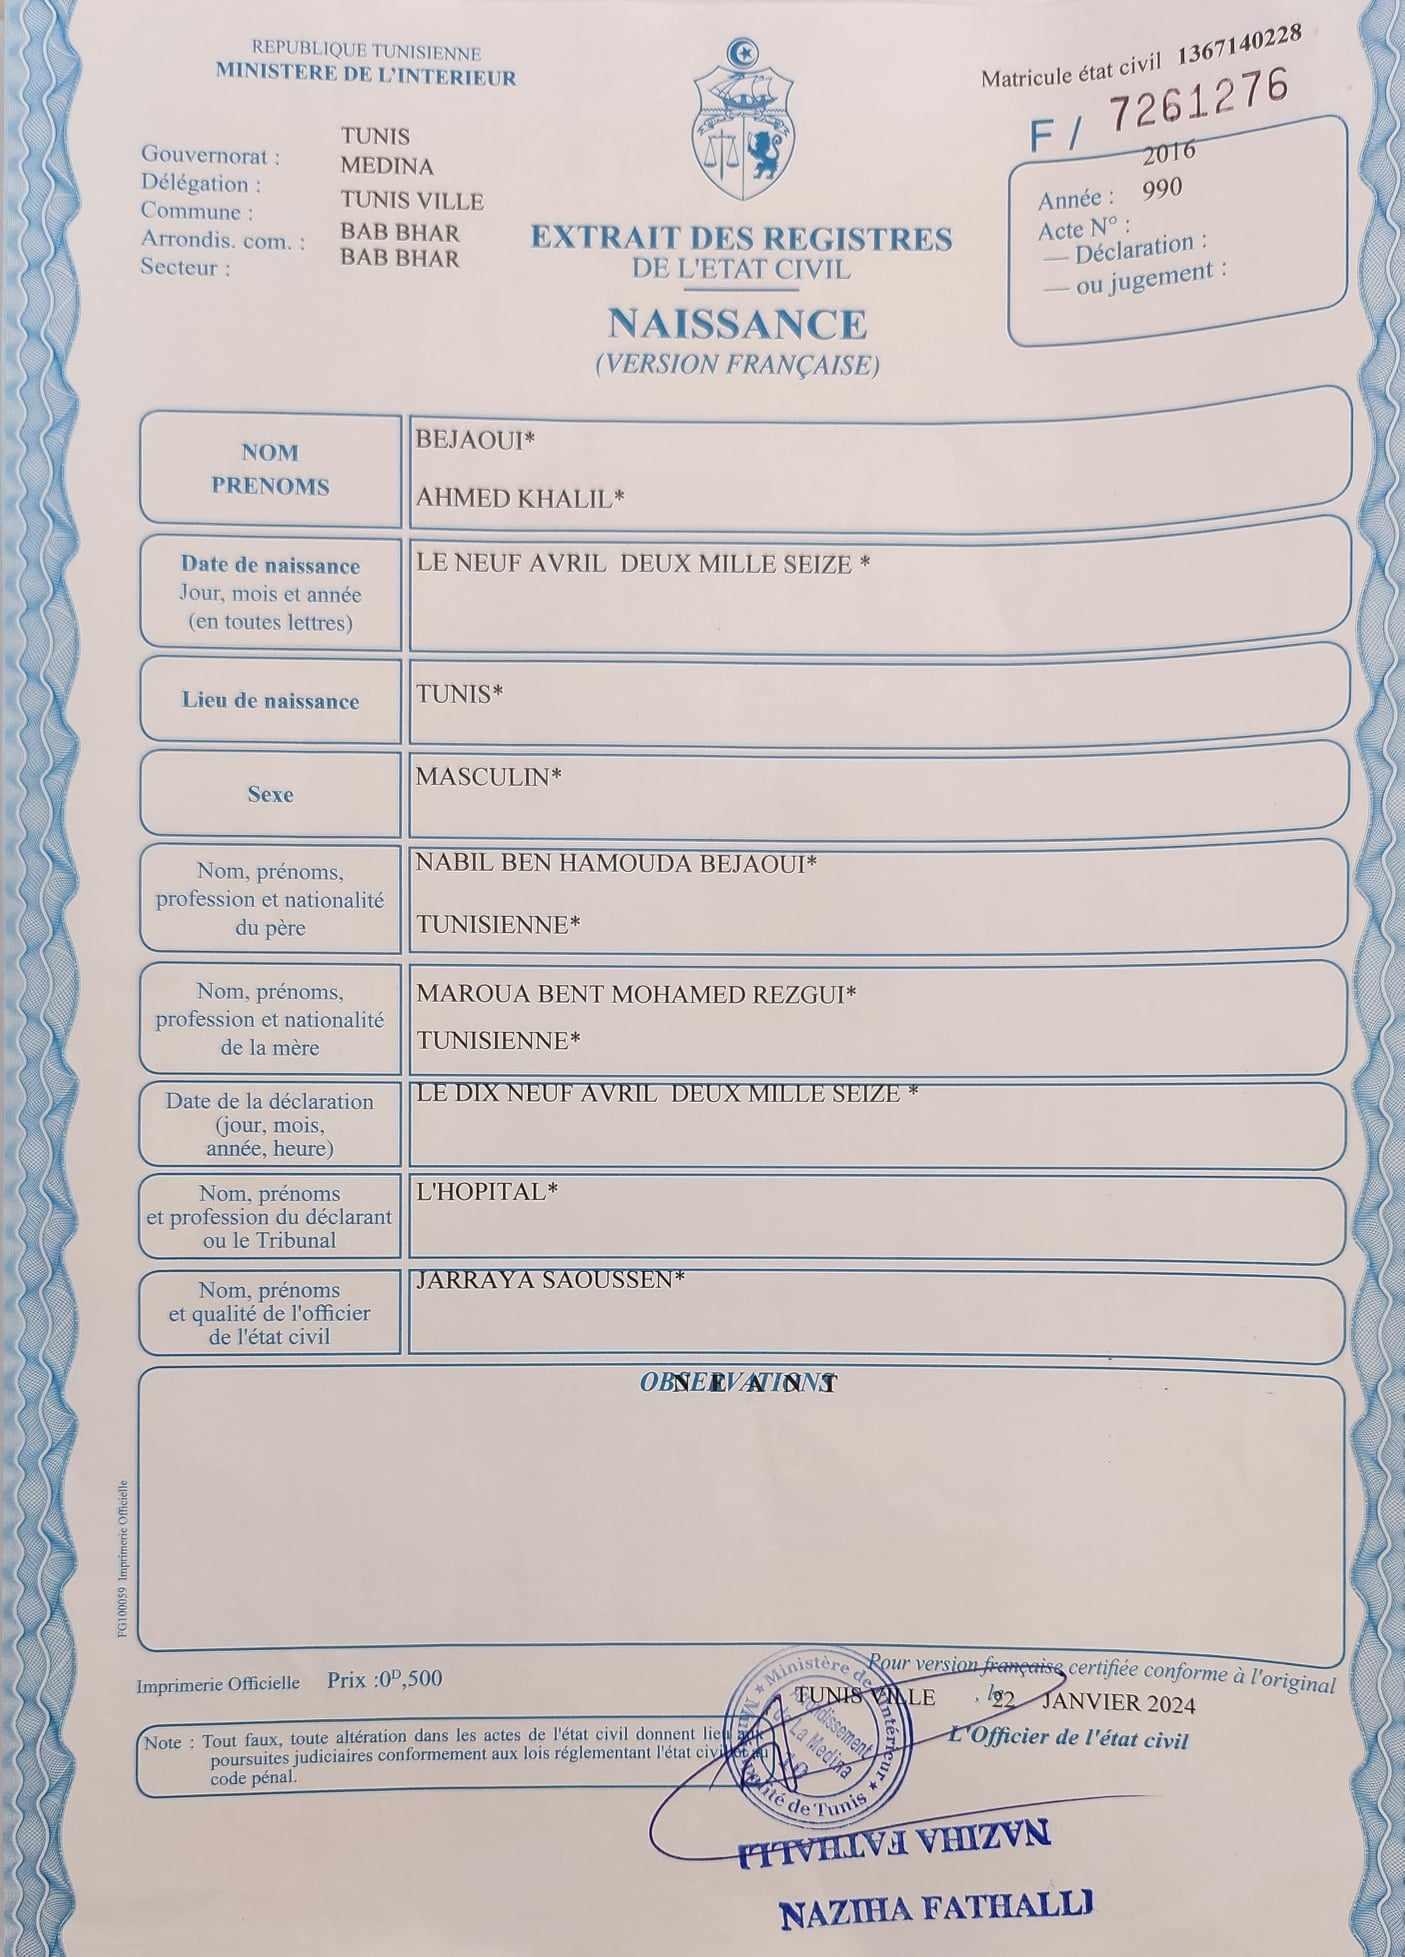 REPUBLIQUE TUNISIENNE
MINISTERE DE L'INTERIEUR
Matricule état civil 1367140228
F / 7261276
Gouvernorat : TUNIS
Délégation : MEDINA
Commune : TUNIS VILLE
Arrondis. com. : BAB BHAR
Secteur : BAB BHAR
EXTRAIT DES REGISTRES
DE L'ETAT CIVIL
NAISSANCE
(VERSION FRANÇAISE)
Année : 2016
Acte N° : 990
— Déclaration :
— ou jugement :
NOM
PRENOMS
BEJAOUI*
AHMED KHALIL*
Date de naissance
Jour, mois et année
(en toutes lettres)
LE NEUF AVRIL DEUX MILLE SEIZE *
Lieu de naissance
TUNIS*
Sexe
MASCULIN*
Nom, prénoms,
profession et nationalité
du père
NABIL BEN HAMOUDA BEJAOUI*
TUNISIENNE*
Nom, prénoms,
profession et nationalité
de la mère
MAROUA BENT MOHAMED REZGUI*
TUNISIENNE*
Date de la déclaration
(jour, mois,
année, heure)
LE DIX NEUF AVRIL DEUX MILLE SEIZE *
Nom, prénoms
et profession du déclarant
ou le Tribunal
L'HOPITAL*
Nom, prénoms
et qualité de l'officier
de l'état civil
JARRAYA SAOUSSEN*
OBSERVATIONS
N E A N T
FG100059 Imprimerie Officielle
Imprimerie Officielle Prix :0ᴰ,500
Pour version française certifiée conforme à l'original
TUNIS VILLE , le 22 JANVIER 2024
L'Officier de l'état civil
Note : Tout faux, toute altération dans les actes de l'état civil donnent lieu aux
poursuites judiciaires conformement aux lois réglementant l'état civil et au
code pénal.
Ministère de l'Intérieur
Arrondissement
de La Medina
de Tunis
NAZIHA FATHALLI
NAZIHA FATHALLI